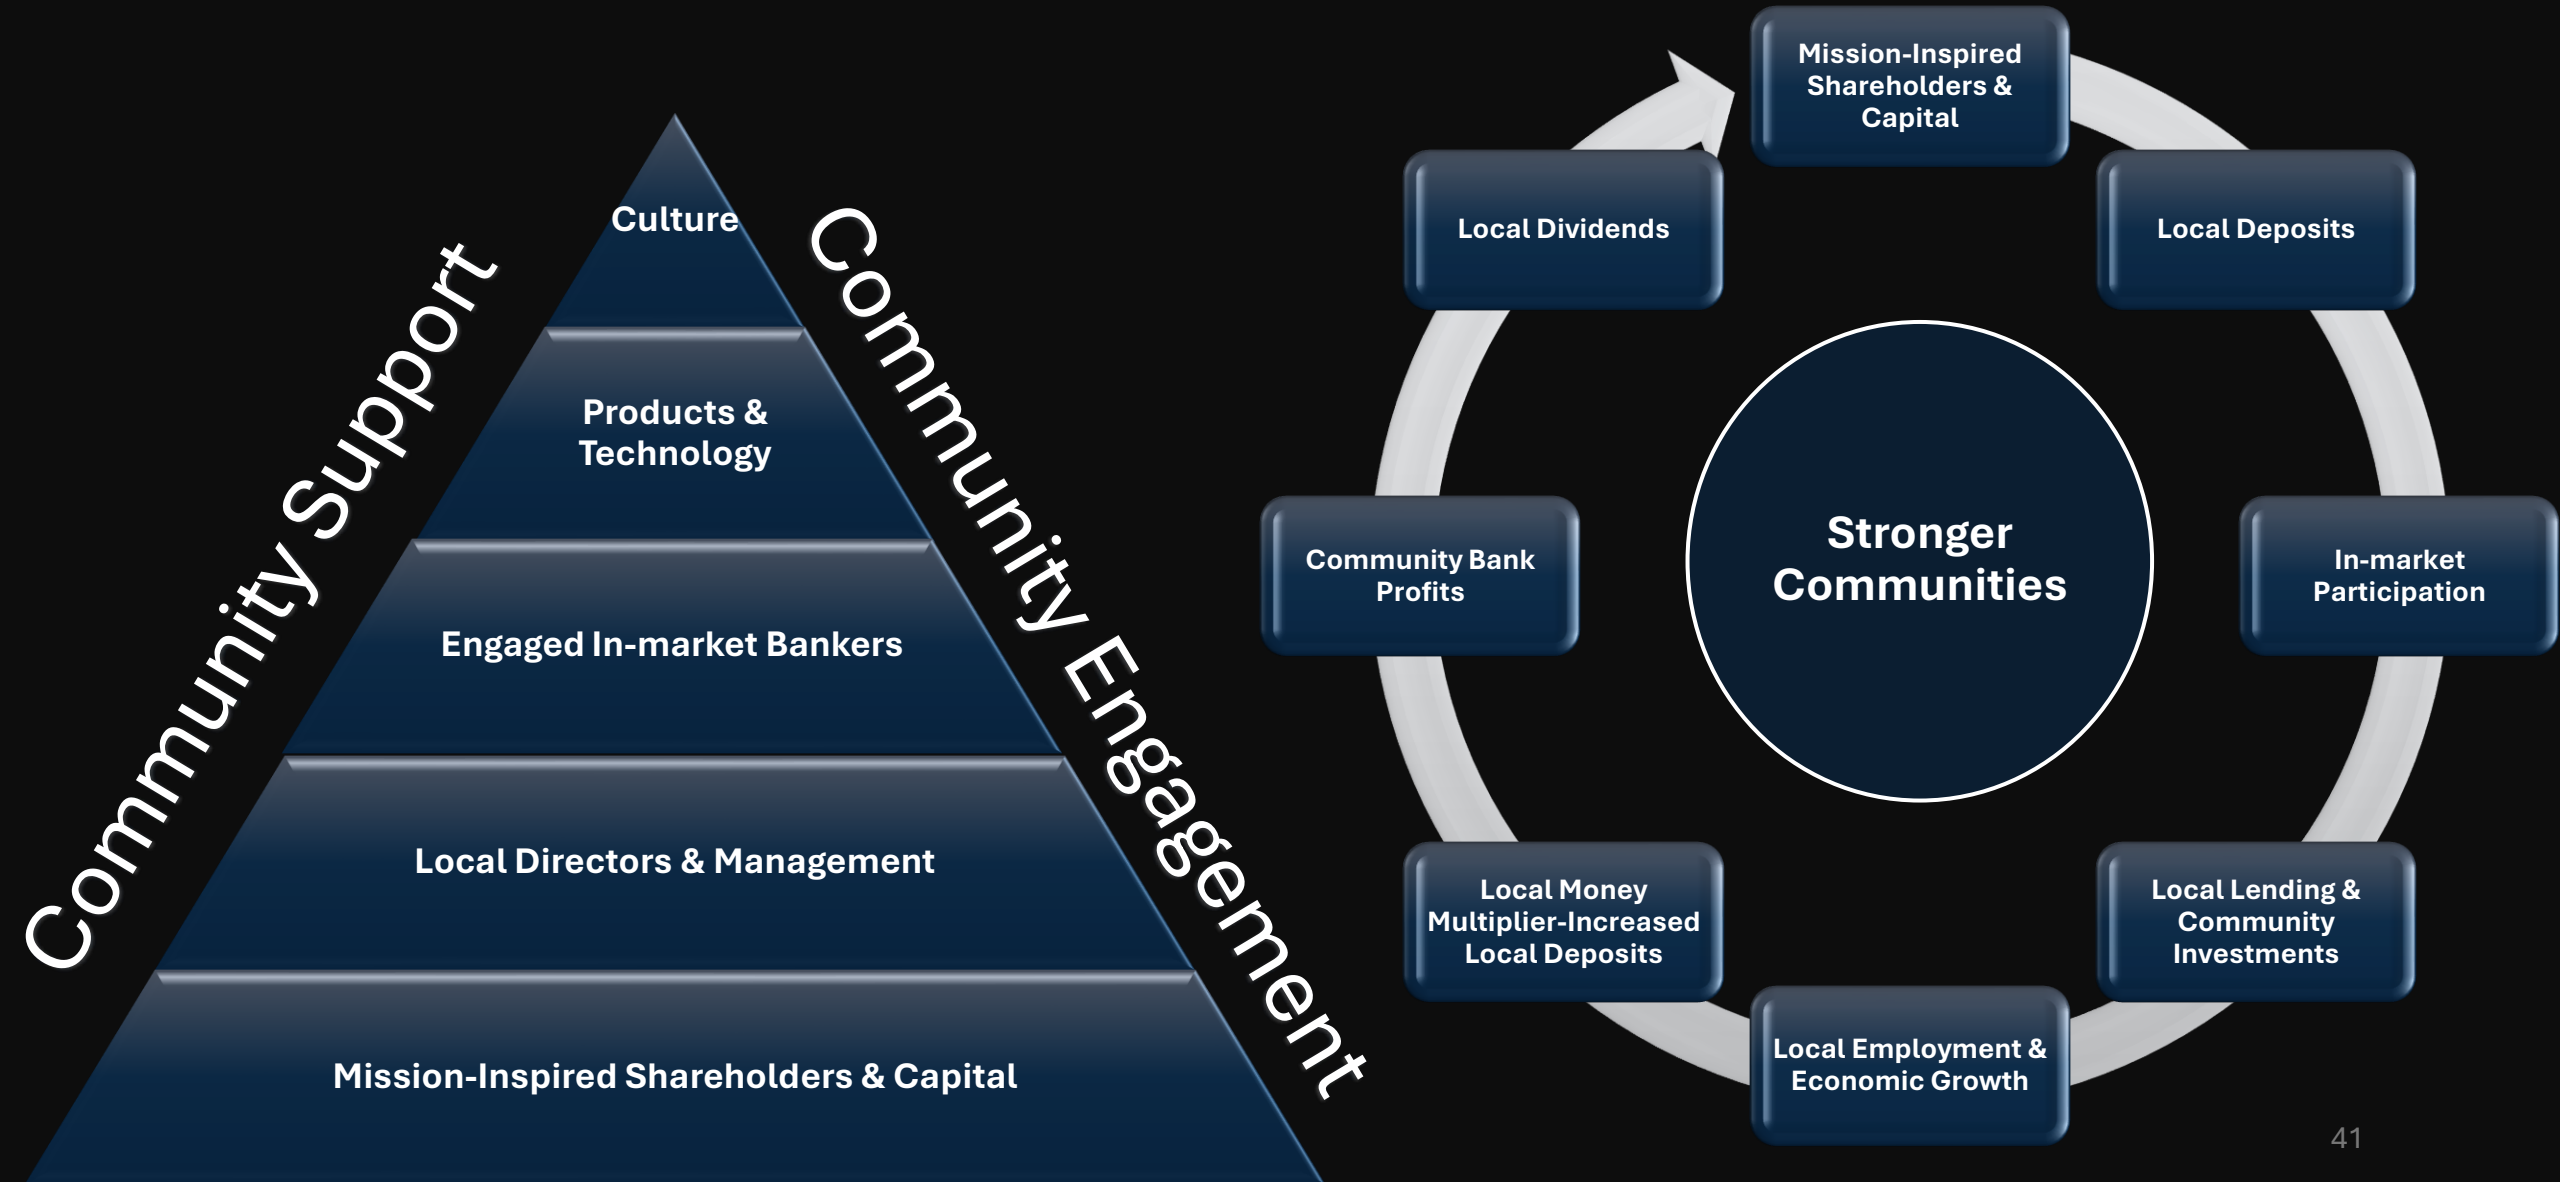 Community Support
Culture
Products &
Technology
Engaged In-market Bankers
Local Directors & Management
Mission-Inspired Shareholders & Capital
Community Engagement
Mission-Inspired
Shareholders &
Capital
Local Deposits
In-market
Participation
Local Lending &
Community
Investments
Local Employment &
Economic Growth
Local Money
Multiplier-Increased
Local Deposits
Community Bank
Profits
Local Dividends
Stronger
Communities
41